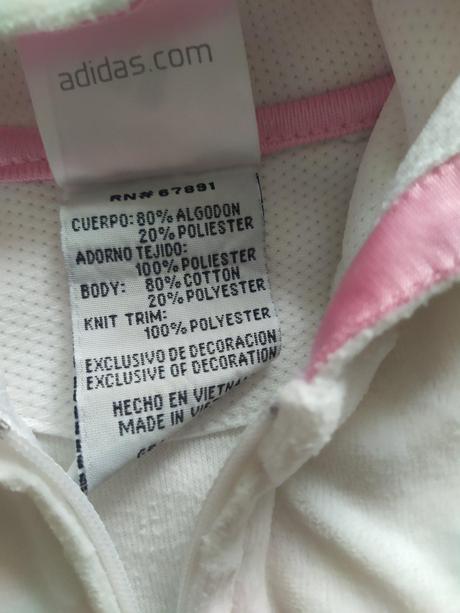 adidas.com
RN# 67891
CUERPO: 80% ALGODON
20% POLIESTER
ADORNO TEJIDO:
100% POLIESTER
BODY: 80% COTTON
20% POLYESTER
KNIT TRIM:
100% POLYESTER
EXCLUSIVO DE DECORACION
EXCLUSIVE OF DECORATION
HECHO EN VIETNA
MADE IN